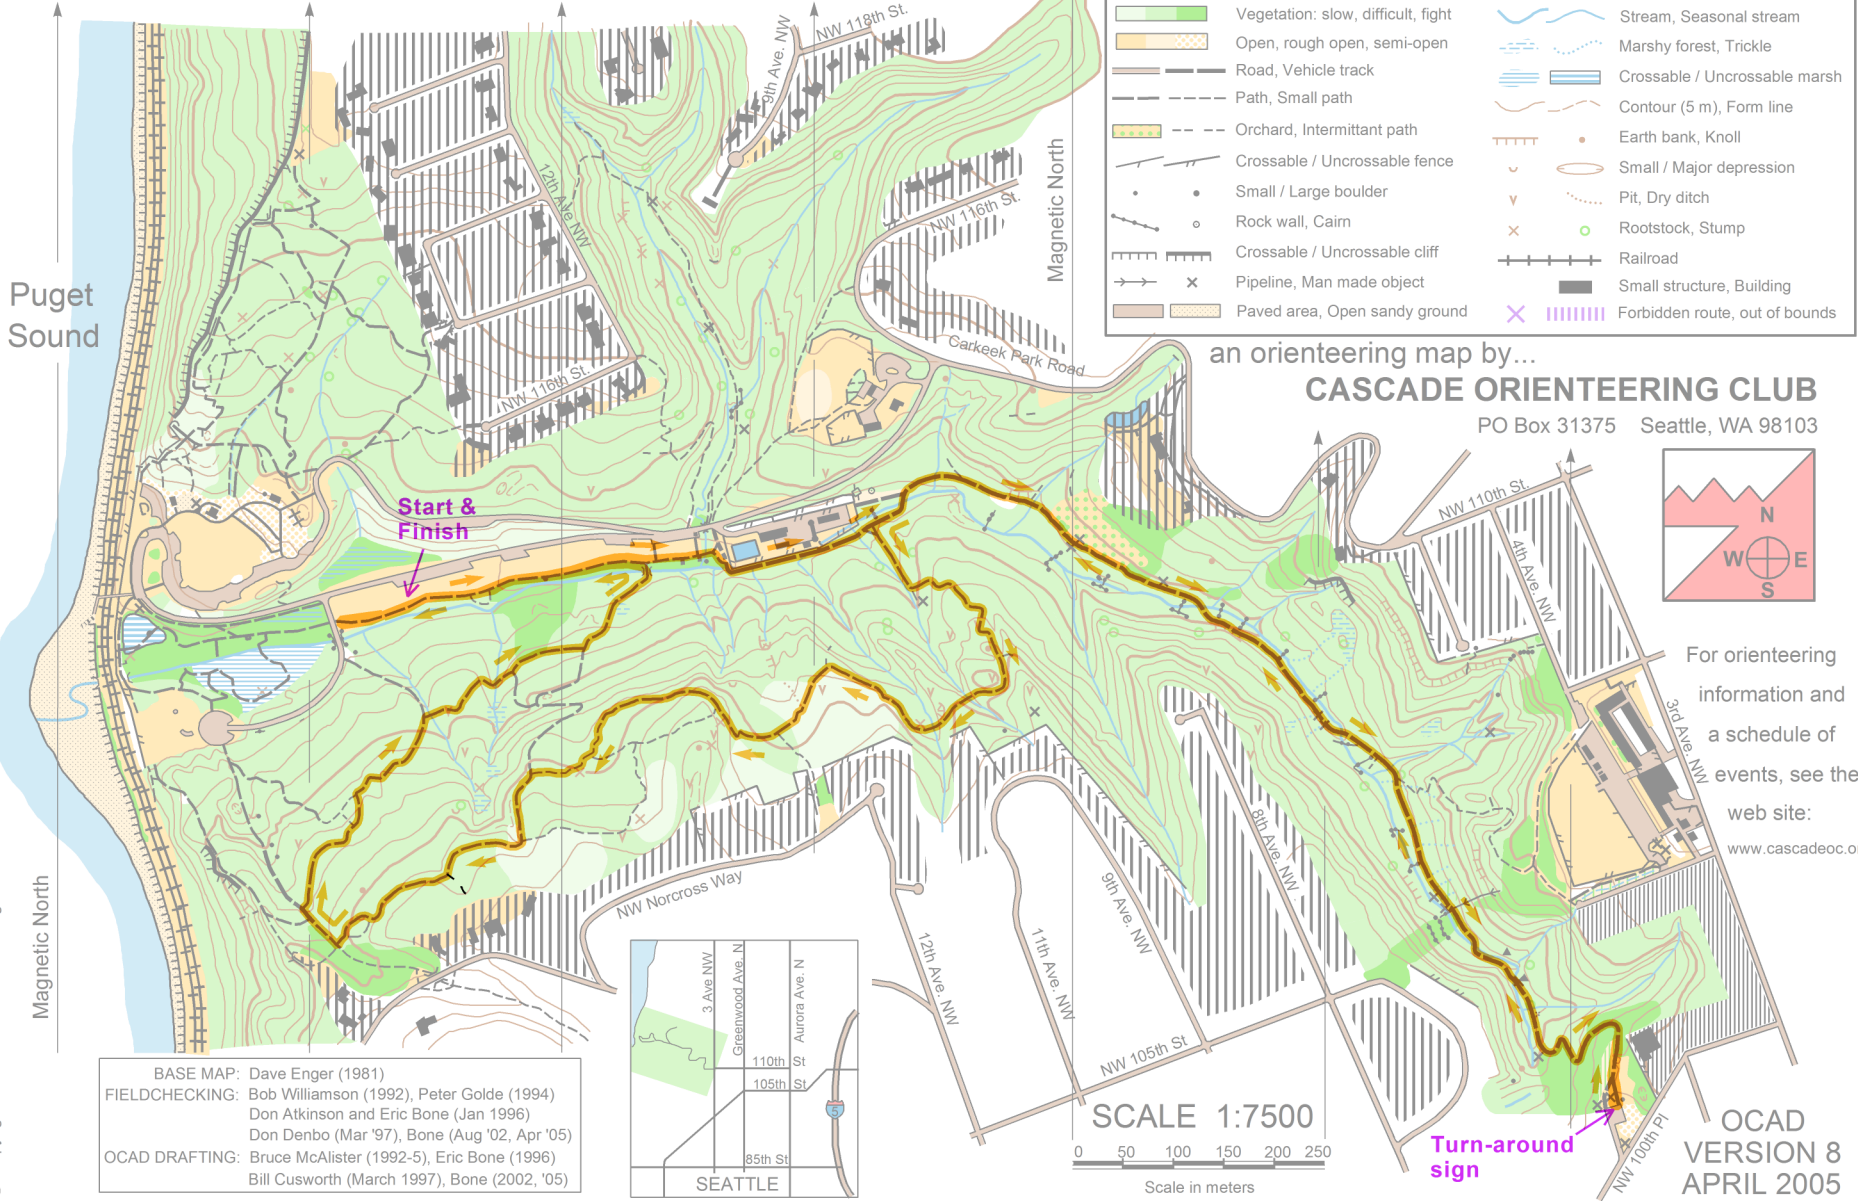 Vegetation: slow, difficult, fight
Open, rough open, semi-open
Road, Vehicle track
Path, Small path
Orchard, Intermittant path
Crossable / Uncrossable fence
Small / Large boulder
Rock wall, Cairn
Crossable / Uncrossable cliff
Pipeline, Man made object
Paved area, Open sandy ground
Stream, Seasonal stream
Marshy forest, Trickle
Crossable / Uncrossable marsh
Contour (5 m), Form line
Earth bank, Knoll
Small / Major depression
Pit, Dry ditch
Rootstock, Stump
Railroad
Small structure, Building
Forbidden route, out of bounds
an orienteering map by...
CASCADE ORIENTEERING CLUB
PO Box 31375 Seattle, WA 98103
N
W E
S
For orienteering
information and
a schedule of
events, see the
web site:
www.cascadeoc.o
Puget
Sound
Magnetic North
Magnetic North
NW 118th St.
9th Ave. NW
12th Ave NW
NW 116th St.
NW 116th St.
Carkeek Park Road
Start &
Finish
NW 110th St.
4th Ave. NW
3rd Ave. NW
8th Ave. NW
9th Ave. NW
11th Ave. NW
12th Ave. NW
NW Norcross Way
NW 105th St
NW 100th Pl
Turn-around
sign
BASE MAP: Dave Enger (1981)
FIELDCHECKING: Bob Williamson (1992), Peter Golde (1994)
Don Atkinson and Eric Bone (Jan 1996)
Don Denbo (Mar '97), Bone (Aug '02, Apr '05)
OCAD DRAFTING: Bruce McAlister (1992-5), Eric Bone (1996)
Bill Cusworth (March 1997), Bone (2002, '05)
3 Ave NW
Greenwood Ave. N
Aurora Ave. N
110th St
105th St
5
85th St
SEATTLE
SCALE 1:7500
0 50 100 150 200 250
Scale in meters
OCAD
VERSION 8
APRIL 2005